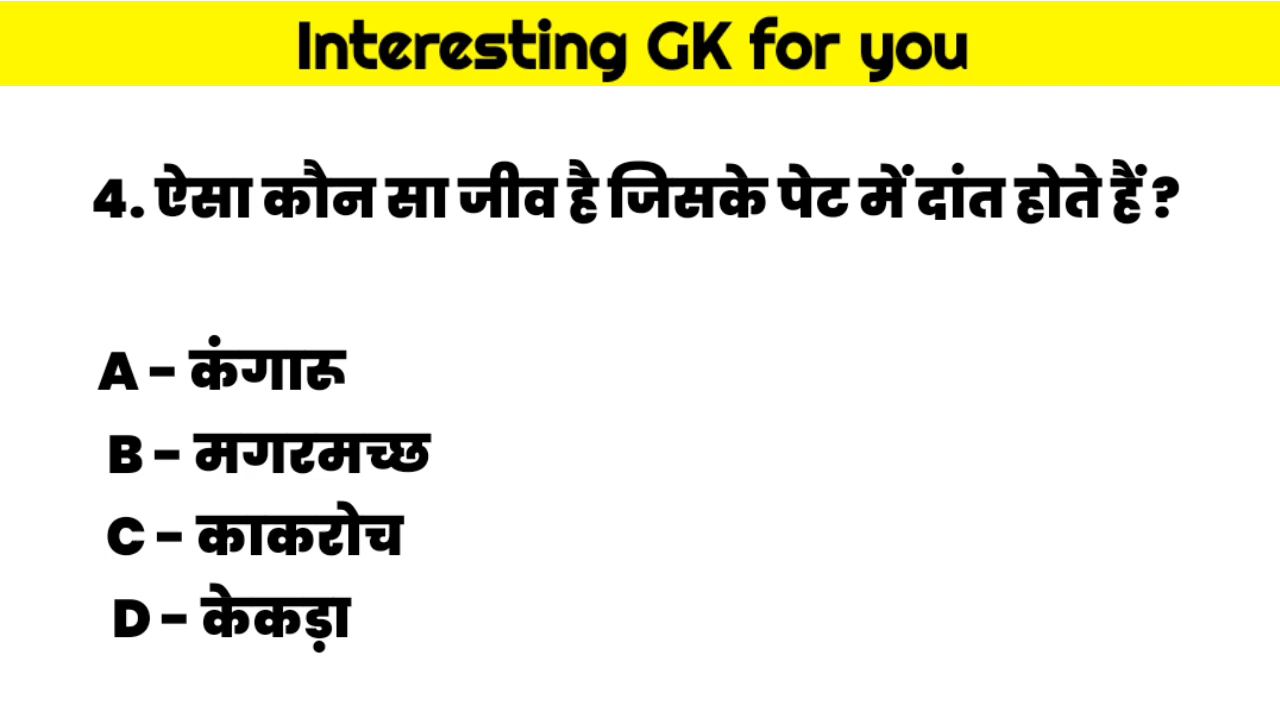 Interesting GK for you
4. ऐसा कौन सा जीव है जिसके पेट में दांत होते हैं ?
A - कंगारू
B - मगरमच्छ
C - काकरोच
D - केकड़ा